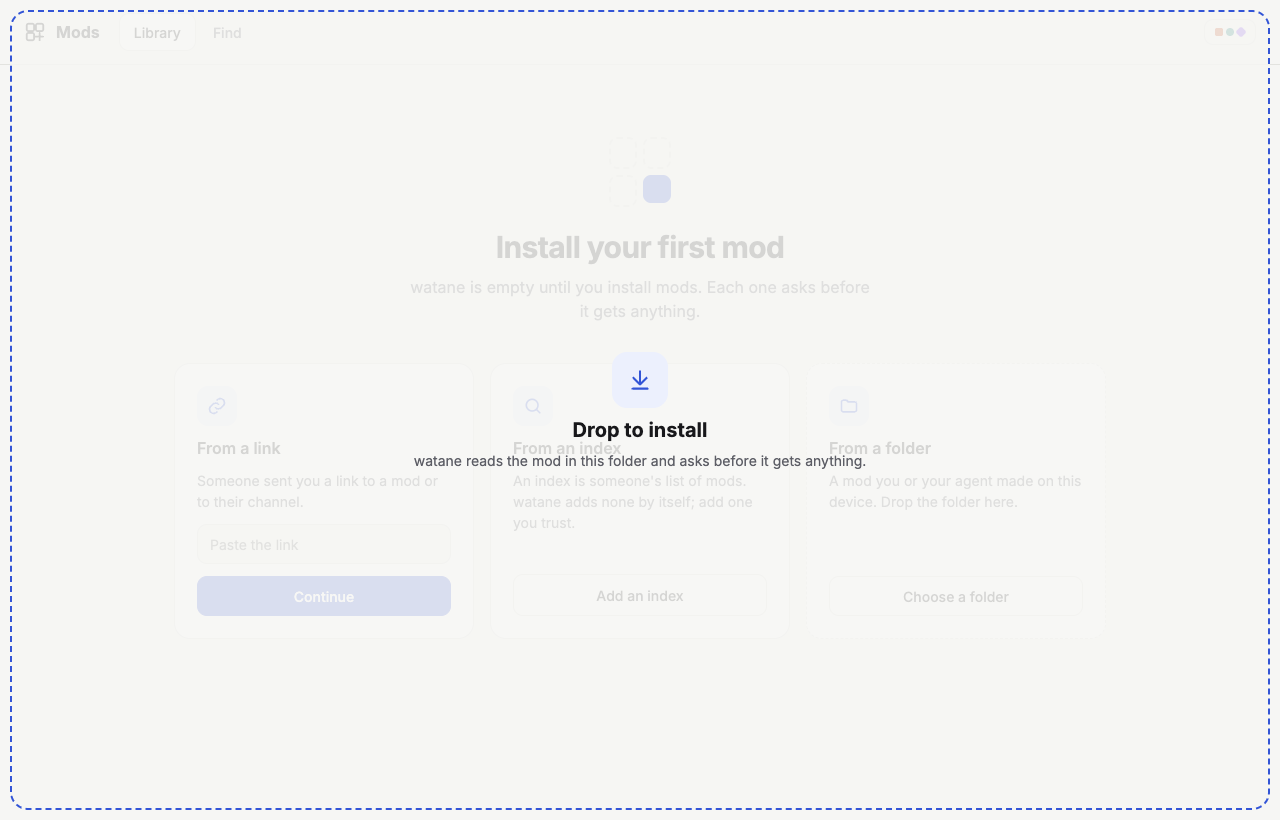 Mods
Library
Find
Install your first mod
watane is empty until you install mods. Each one asks before
it gets anything.
Drop to install
watane reads the mod in this folder and asks before it gets anything.
From a link
Someone sent you a link to a mod or
to their channel.
Paste the link
Continue
From an index
An index is someone's list of mods.
watane adds none by itself; add one
you trust.
Add an index
From a folder
A mod you or your agent made on this
device. Drop the folder here.
Choose a folder